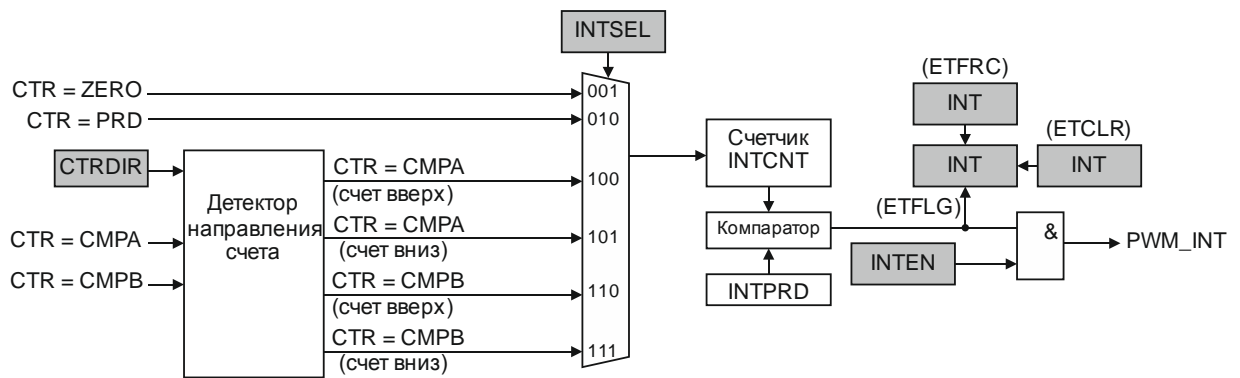 INTSEL
CTR = ZERO
001
CTR = PRD
010
CTRDIR
CTR = CMPA
CTR = CMPB
Детектор
направления
счета
CTR = CMPA
(счет вверх)
100
CTR = CMPA
(счет вниз)
101
CTR = CMPB
(счет вверх)
110
CTR = CMPB
(счет вниз)
111
Счетчик
INTCNT
Компаратор
INTPRD
(ETFRC)
INT
INT
(ETCLR)
INT
(ETFLG)
INTEN
&
PWM_INT